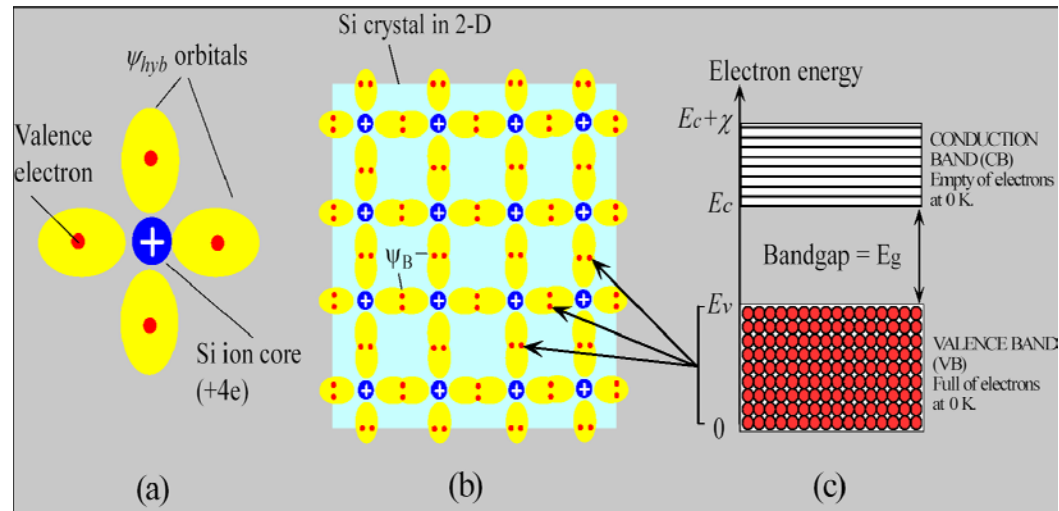 ψhyb orbitals
Valence
electron
Si ion core
(+4e)
(a)
Si crystal in 2-D
ψB
(b)
Electron energy
Ec+χ
CONDUCTION
BAND (CB)
Empty of electrons
at 0 K.
Ec
Bandgap = Eg
Ev
VALENCE BAND
(VB)
Full of electrons
at 0 K.
0
(c)